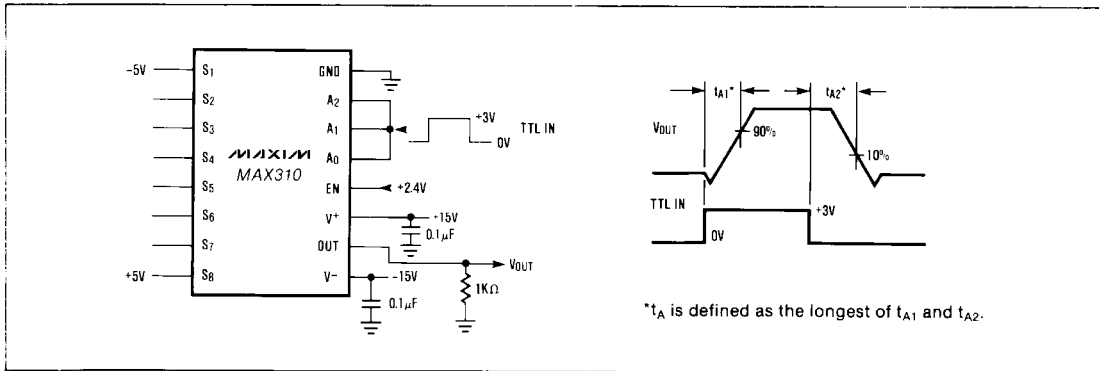 -5V
S1
S2
S3
S4
S5
S6
S7
+5V
S8
MAXIM
MAX310
GND
A2
A1
A0
EN
V+
OUT
V-
+3V
0V
TTL IN
+2.4V
+15V
0.1μF
VOUT
-15V
0.1μF
1KΩ
tA1*
tA2*
VOUT
90%
10%
TTL IN
+3V
0V
*tA is defined as the longest of tA1 and tA2.